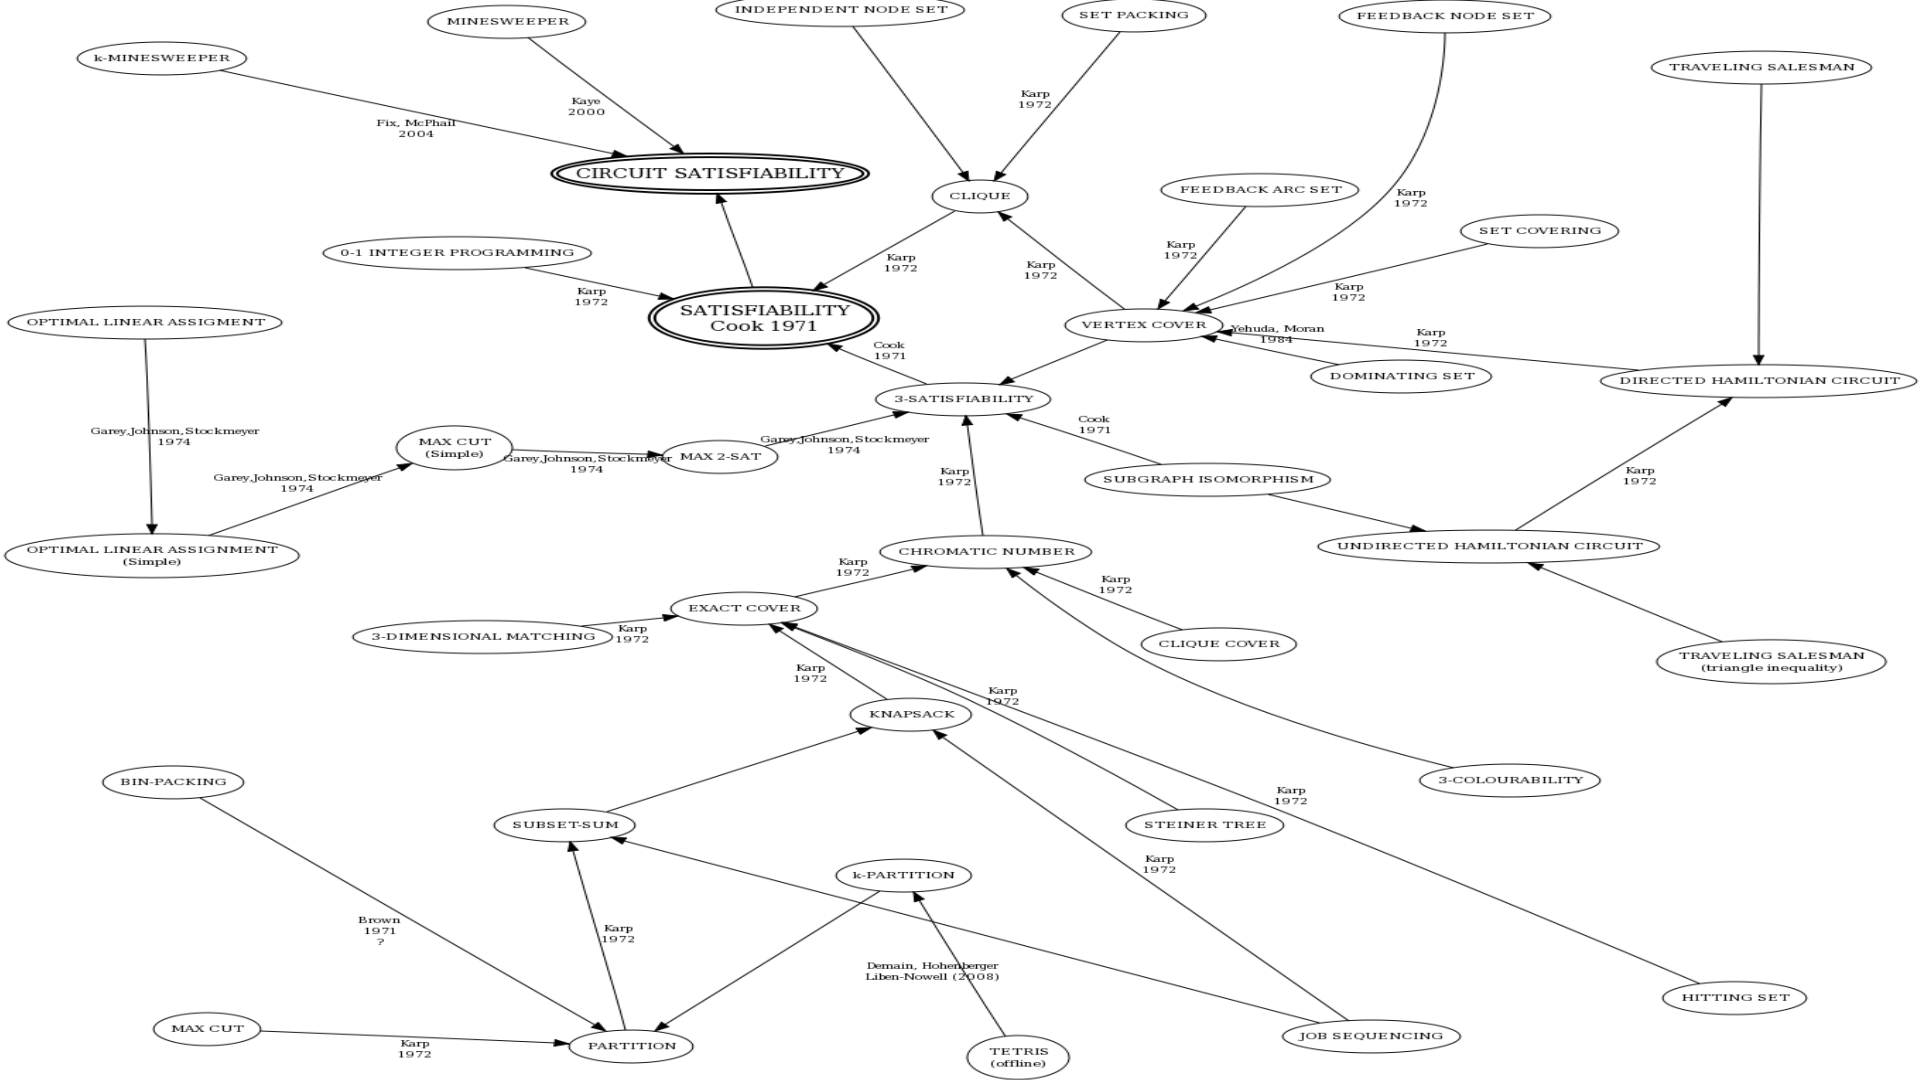 INDEPENDENT NODE SET
SET PACKING
FEEDBACK NODE SET
MINESWEEPER
k-MINESWEEPER
TRAVELING SALESMAN
Kaye
2000
Karp
1972
Fix, McPhail
2004
CIRCUIT SATISFIABILITY
CLIQUE
FEEDBACK ARC SET
Karp
1972
SET COVERING
0-1 INTEGER PROGRAMMING
Karp
1972
Karp
1972
Karp
1972
Karp
1972
Karp
1972
SATISFIABILITY
Cook 1971
OPTIMAL LINEAR ASSIGMENT
VERTEX COVER
Yehuda, Moran
1984
Karp
1972
Cook
1971
DOMINATING SET
DIRECTED HAMILTONIAN CIRCUIT
3-SATISFIABILITY
Garey,Johnson,Stockmeyer
1974
MAX CUT
(Simple)
Garey,Johnson,Stockmeyer
1974
MAX 2-SAT
Garey,Johnson,Stockmeyer
1974
Cook
1971
Garey,Johnson,Stockmeyer
1974
Karp
1972
SUBGRAPH ISOMORPHISM
Karp
1972
OPTIMAL LINEAR ASSIGNMENT
(Simple)
CHROMATIC NUMBER
UNDIRECTED HAMILTONIAN CIRCUIT
Karp
1972
Karp
1972
EXACT COVER
3-DIMENSIONAL MATCHING
Karp
1972
CLIQUE COVER
TRAVELING SALESMAN
(triangle inequality)
Karp
1972
Karp
1972
KNAPSACK
BIN-PACKING
3-COLOURABILITY
Karp
1972
SUBSET-SUM
STEINER TREE
Karp
1972
k-PARTITION
Brown
1971
?
Karp
1972
Demain, Hohenberger
Liben-Nowell (2008)
HITTING SET
MAX CUT
Karp
1972
PARTITION
TETRIS
(offline)
JOB SEQUENCING